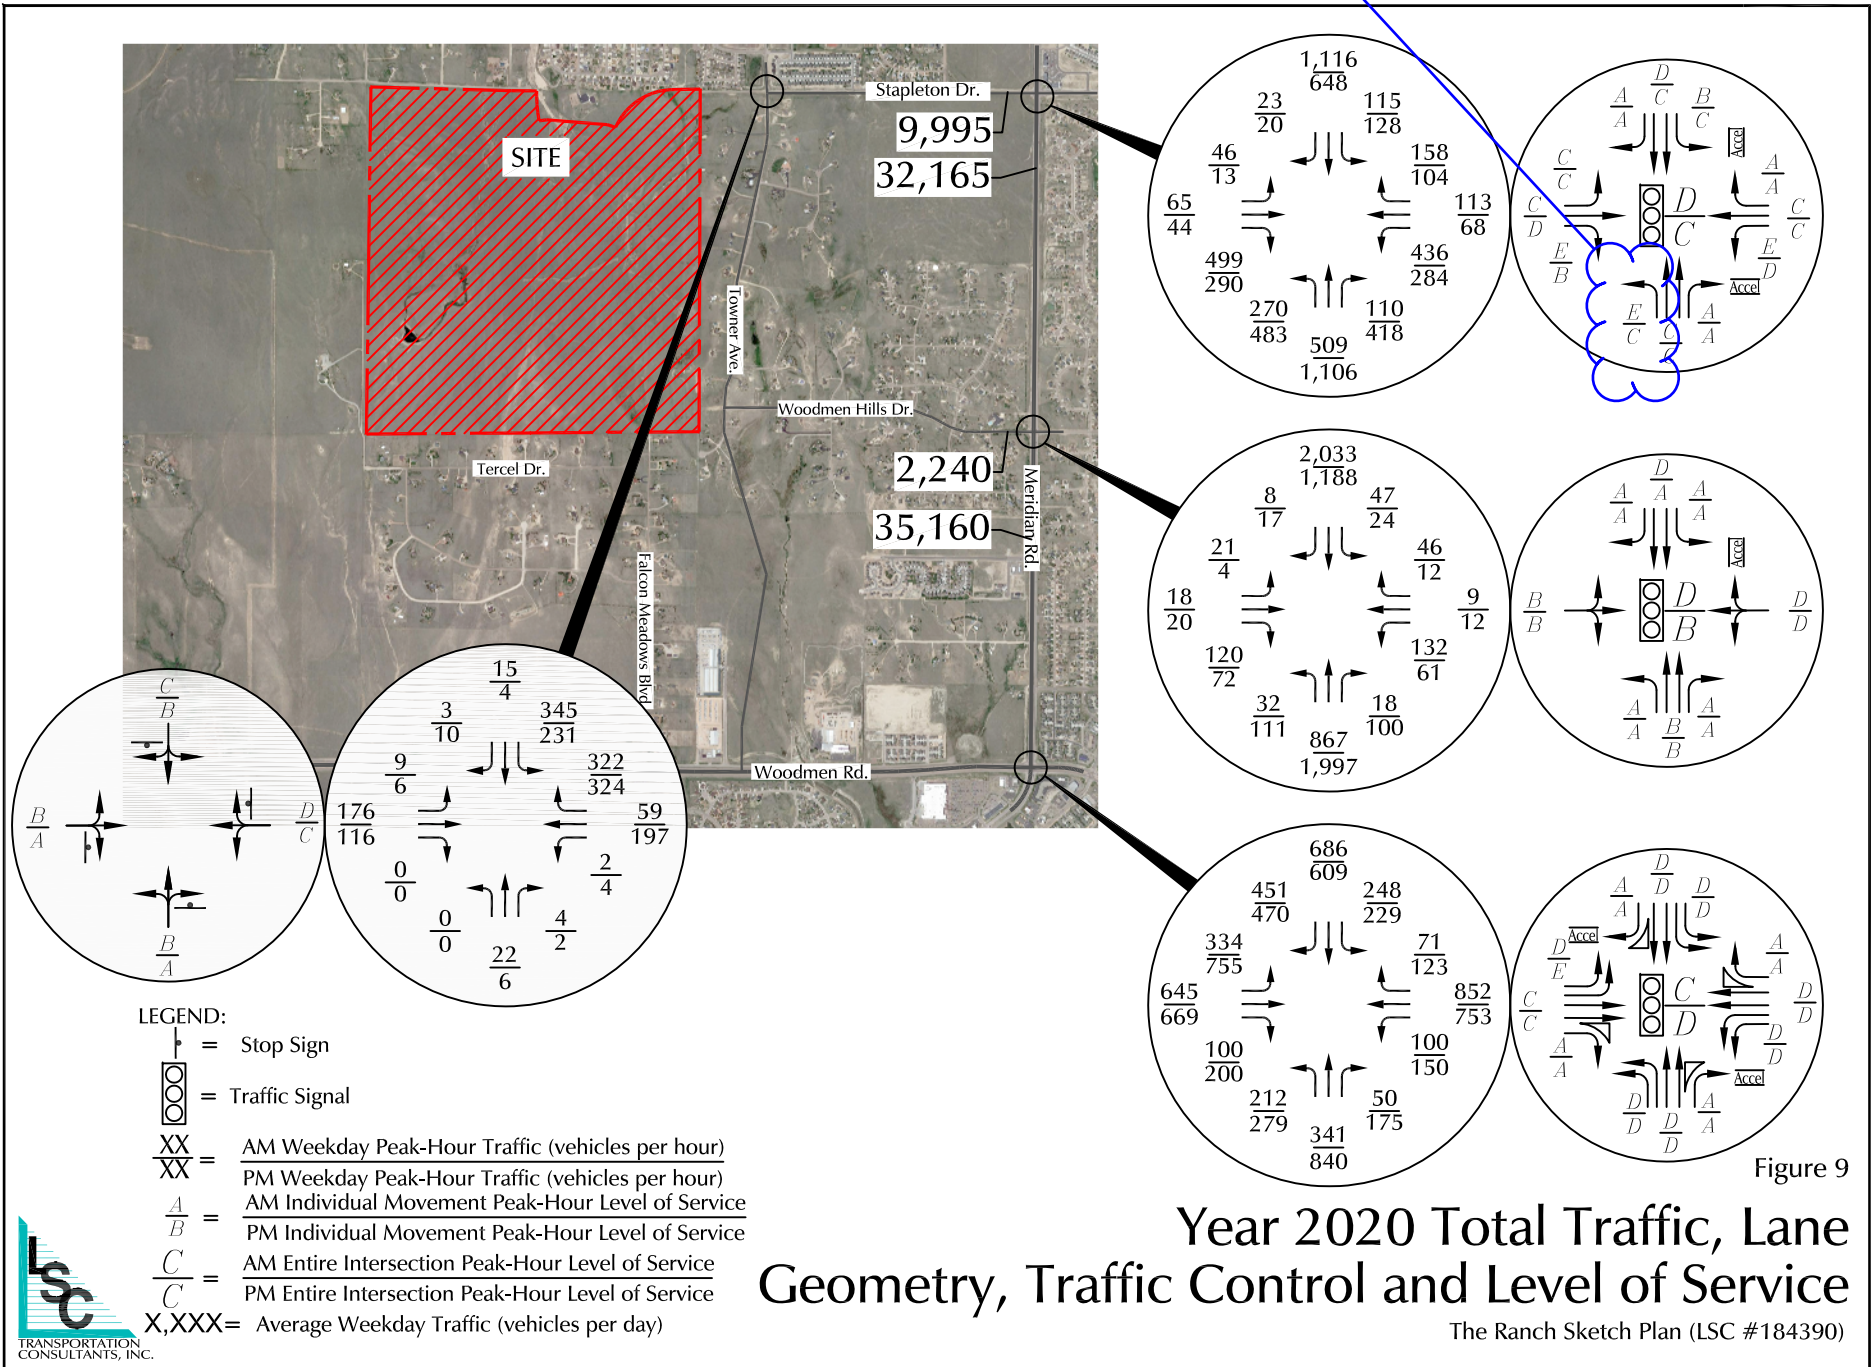 Stapleton Dr.
9,995
32,165
SITE
Towner Ave.
Woodmen Hills Dr.
2,240
35,160
Meridian Rd.
Tercel Dr.
Falcon Meadows Blvd
Woodmen Rd.
1,116
648
23
20
115
128
46
13
158
104
65
44
113
68
499
290
436
284
270
483
110
418
509
1,106
D
C
A
A
B
C
Accel
C
C
A
A
C
D
D
C
C
C
E
B
E
D
Accel
E
C
C
C
A
A
2,033
1,188
8
17
47
24
21
4
46
12
18
20
9
12
120
72
132
61
32
111
18
100
867
1,997
D
A
A
A
A
A
Accel
B
B
D
B
D
D
A
A
B
B
A
A
686
609
451
470
248
229
334
755
71
123
645
669
852
753
100
200
100
150
212
279
50
175
341
840
D
D
A
A
D
D
Accel
D
E
A
A
C
C
C
D
D
D
A
A
D
D
Accel
D
D
D
D
A
A
C
B
B
A
D
C
B
A
15
4
3
10
345
231
9
6
322
324
176
116
59
197
0
0
2
4
0
0
4
2
22
6
LEGEND:
= Stop Sign
= Traffic Signal
XX
XX
=
AM Weekday Peak-Hour Traffic (vehicles per hour)
PM Weekday Peak-Hour Traffic (vehicles per hour)
A
B
=
AM Individual Movement Peak-Hour Level of Service
PM Individual Movement Peak-Hour Level of Service
C
C
=
AM Entire Intersection Peak-Hour Level of Service
PM Entire Intersection Peak-Hour Level of Service
X,XXX= Average Weekday Traffic (vehicles per day)
LSC
TRANSPORTATION
CONSULTANTS, INC.
Figure 9
Year 2020 Total Traffic, Lane
Geometry, Traffic Control and Level of Service
The Ranch Sketch Plan (LSC #184390)